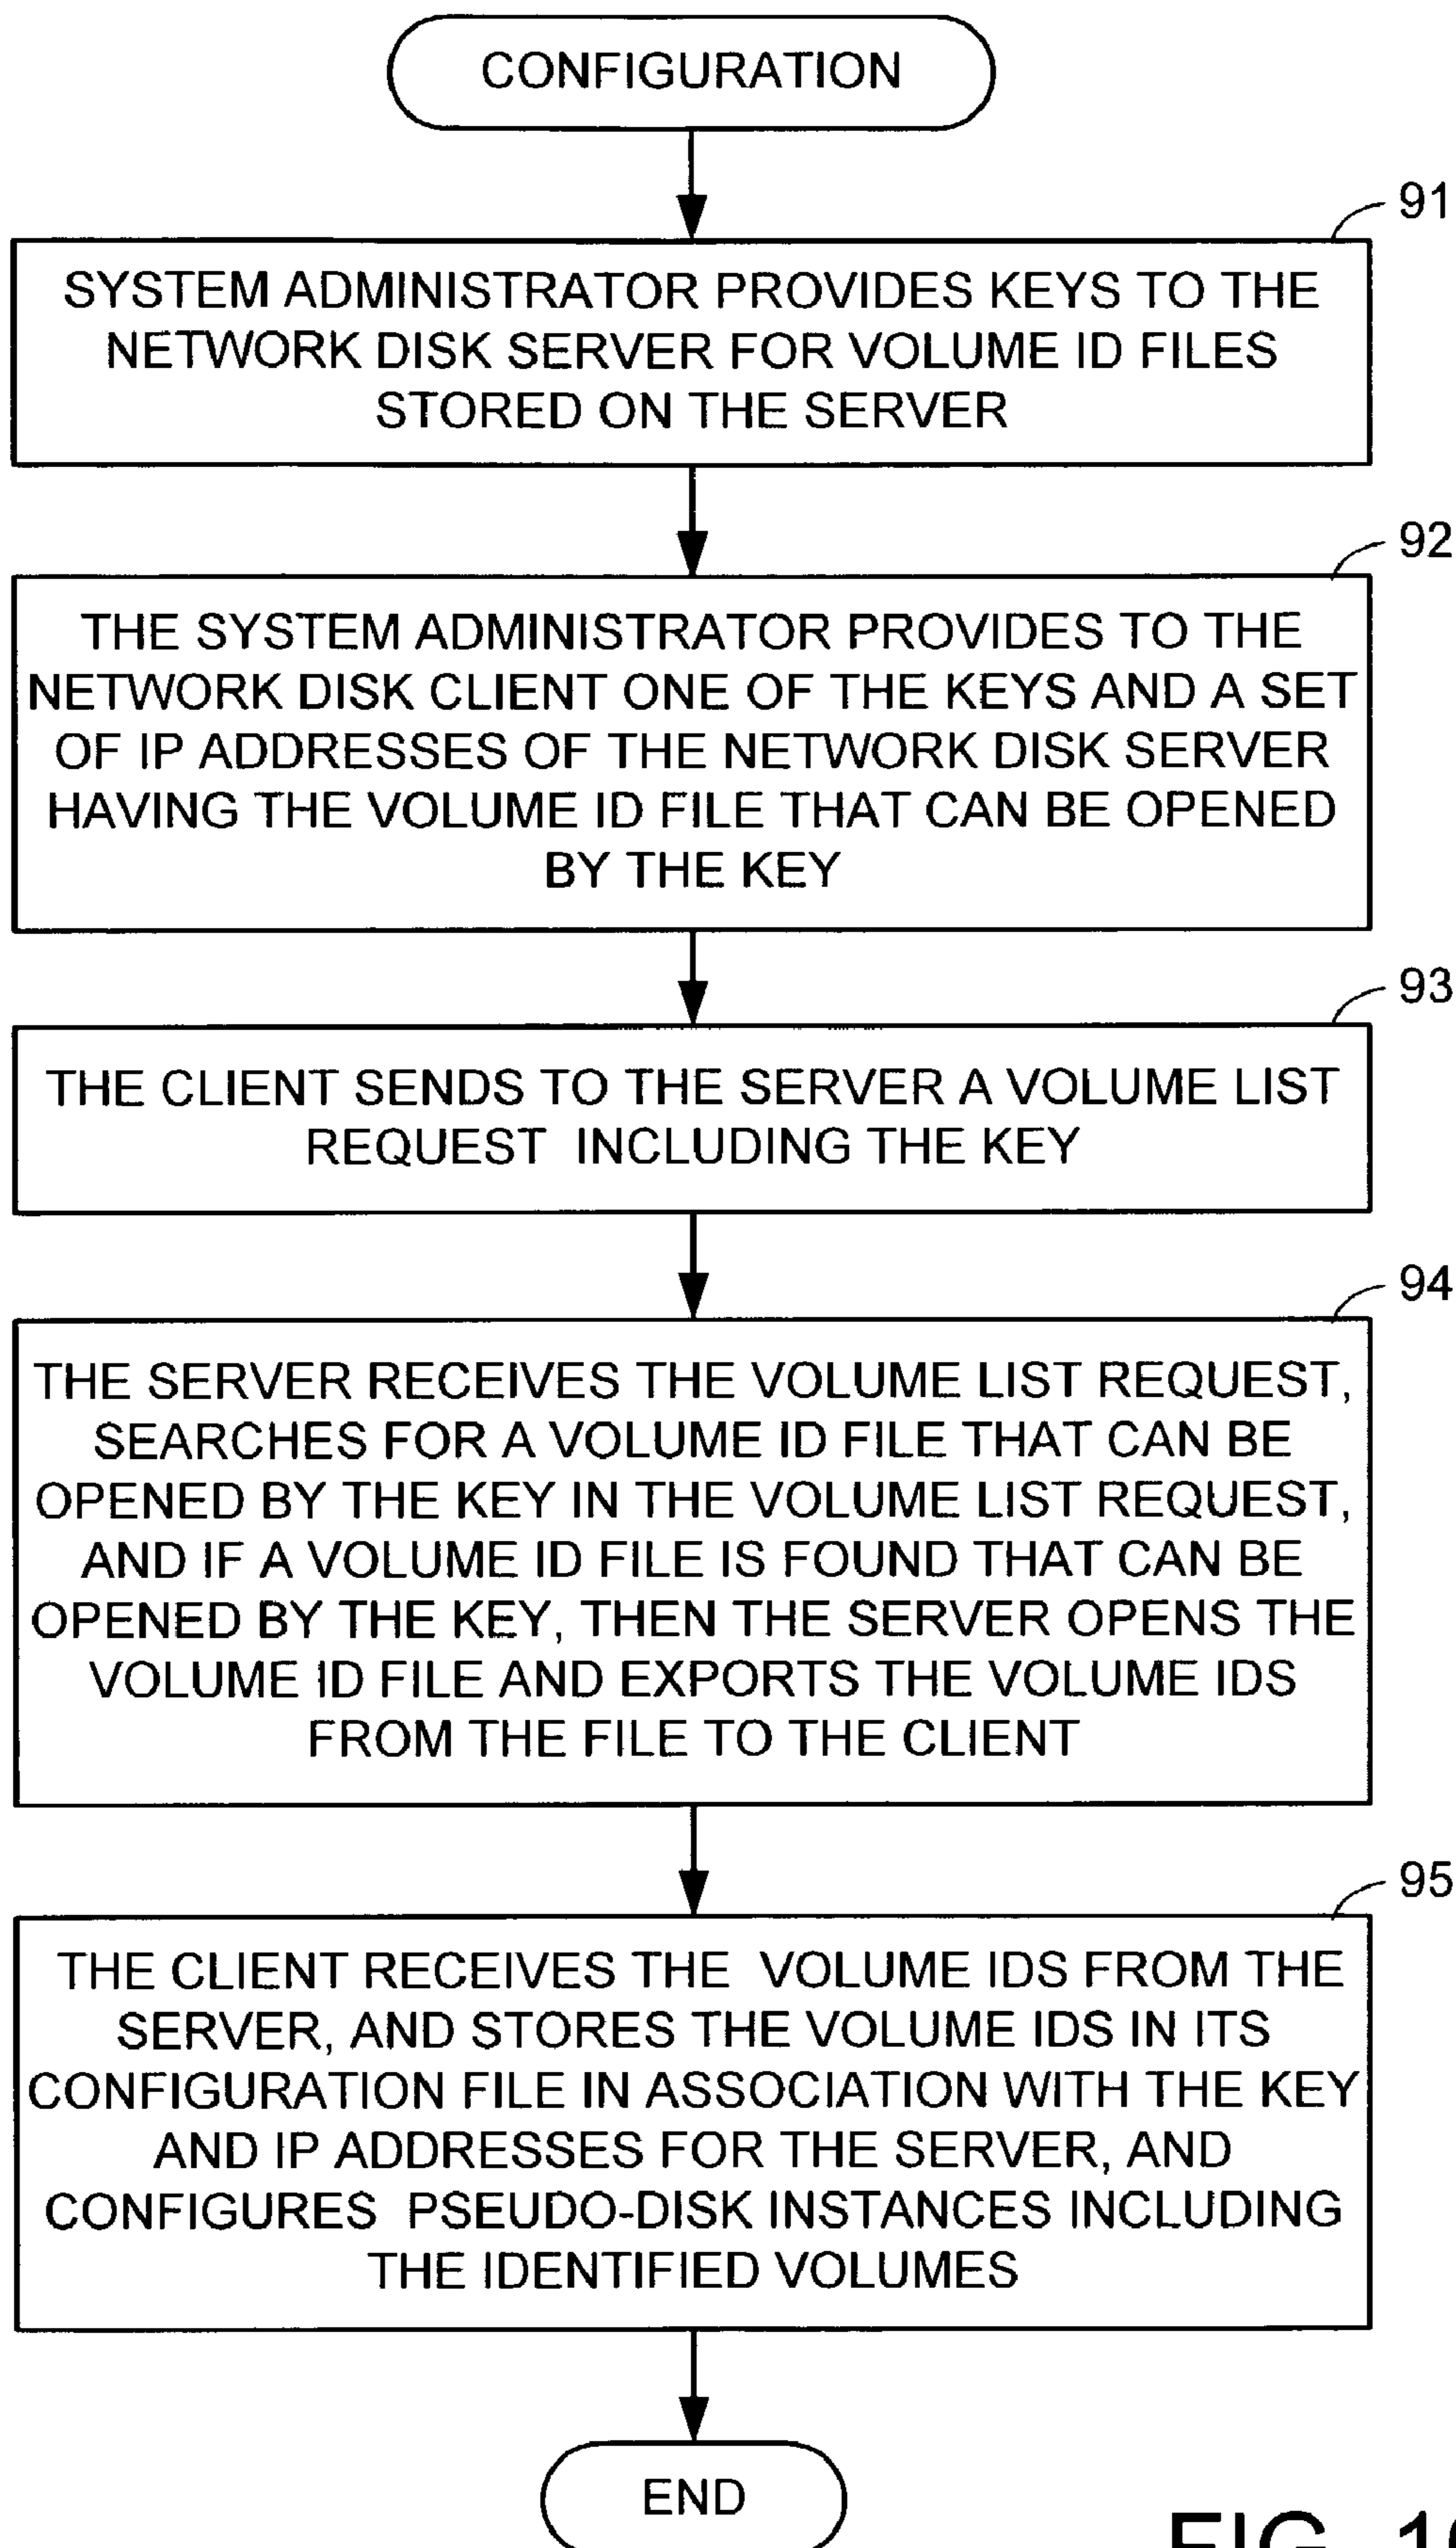 CONFIGURATION
91
SYSTEM ADMINISTRATOR PROVIDES KEYS TO THE
NETWORK DISK SERVER FOR VOLUME ID FILES
STORED ON THE SERVER
92
THE SYSTEM ADMINISTRATOR PROVIDES TO THE
NETWORK DISK CLIENT ONE OF THE KEYS AND A SET
OF IP ADDRESSES OF THE NETWORK DISK SERVER
HAVING THE VOLUME ID FILE THAT CAN BE OPENED
BY THE KEY
93
THE CLIENT SENDS TO THE SERVER A VOLUME LIST
REQUEST INCLUDING THE KEY
94
THE SERVER RECEIVES THE VOLUME LIST REQUEST,
SEARCHES FOR A VOLUME ID FILE THAT CAN BE
OPENED BY THE KEY IN THE VOLUME LIST REQUEST,
AND IF A VOLUME ID FILE IS FOUND THAT CAN BE
OPENED BY THE KEY, THEN THE SERVER OPENS THE
VOLUME ID FILE AND EXPORTS THE VOLUME IDS
FROM THE FILE TO THE CLIENT
95
THE CLIENT RECEIVES THE VOLUME IDS FROM THE
SERVER, AND STORES THE VOLUME IDS IN ITS
CONFIGURATION FILE IN ASSOCIATION WITH THE KEY
AND IP ADDRESSES FOR THE SERVER, AND
CONFIGURES PSEUDO-DISK INSTANCES INCLUDING
THE IDENTIFIED VOLUMES
END
FIG.